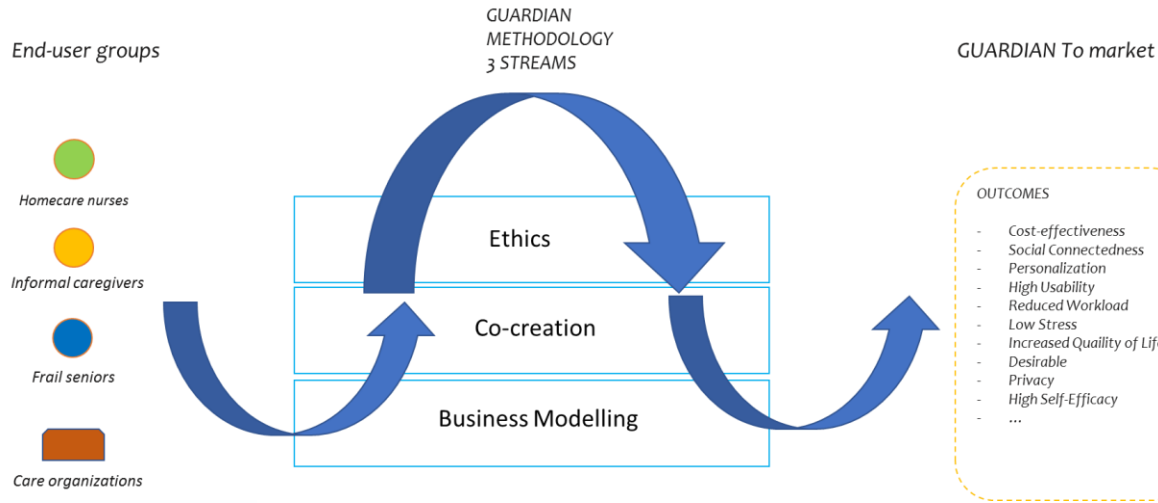 End-user groups
GUARDIAN
METHODOLOGY
3 STREAMS
GUARDIAN To market
Homecare nurses
Informal caregivers
Frail seniors
Care organizations
Ethics
Co-creation
Business Modelling
OUTCOMES
- Cost-effectiveness
- Social Connectedness
- Personalization
- High Usability
- Reduced Workload
- Low Stress
- Increased Quaility of Life
- Desirable
- Privacy
- High Self-Efficacy
- ...